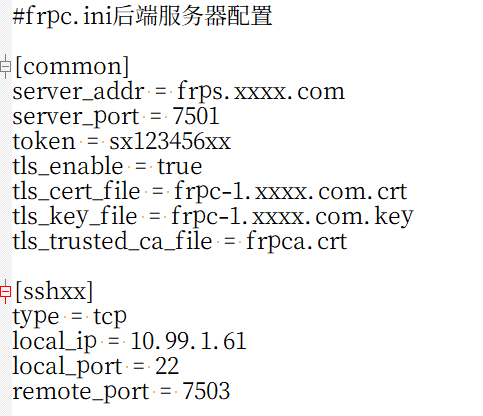 #frpc.ini后端服务器配置
[common]
server_addr = frps.xxxx.com
server_port = 7501
token = sx123456xx
tls_enable = true
tls_cert_file = frpc-1.xxxx.com.crt
tls_key_file = frpc-1.xxxx.com.key
tls_trusted_ca_file = frpca.crt
[sshxx]
type = tcp
local_ip = 10.99.1.61
local_port = 22
remote_port = 7503